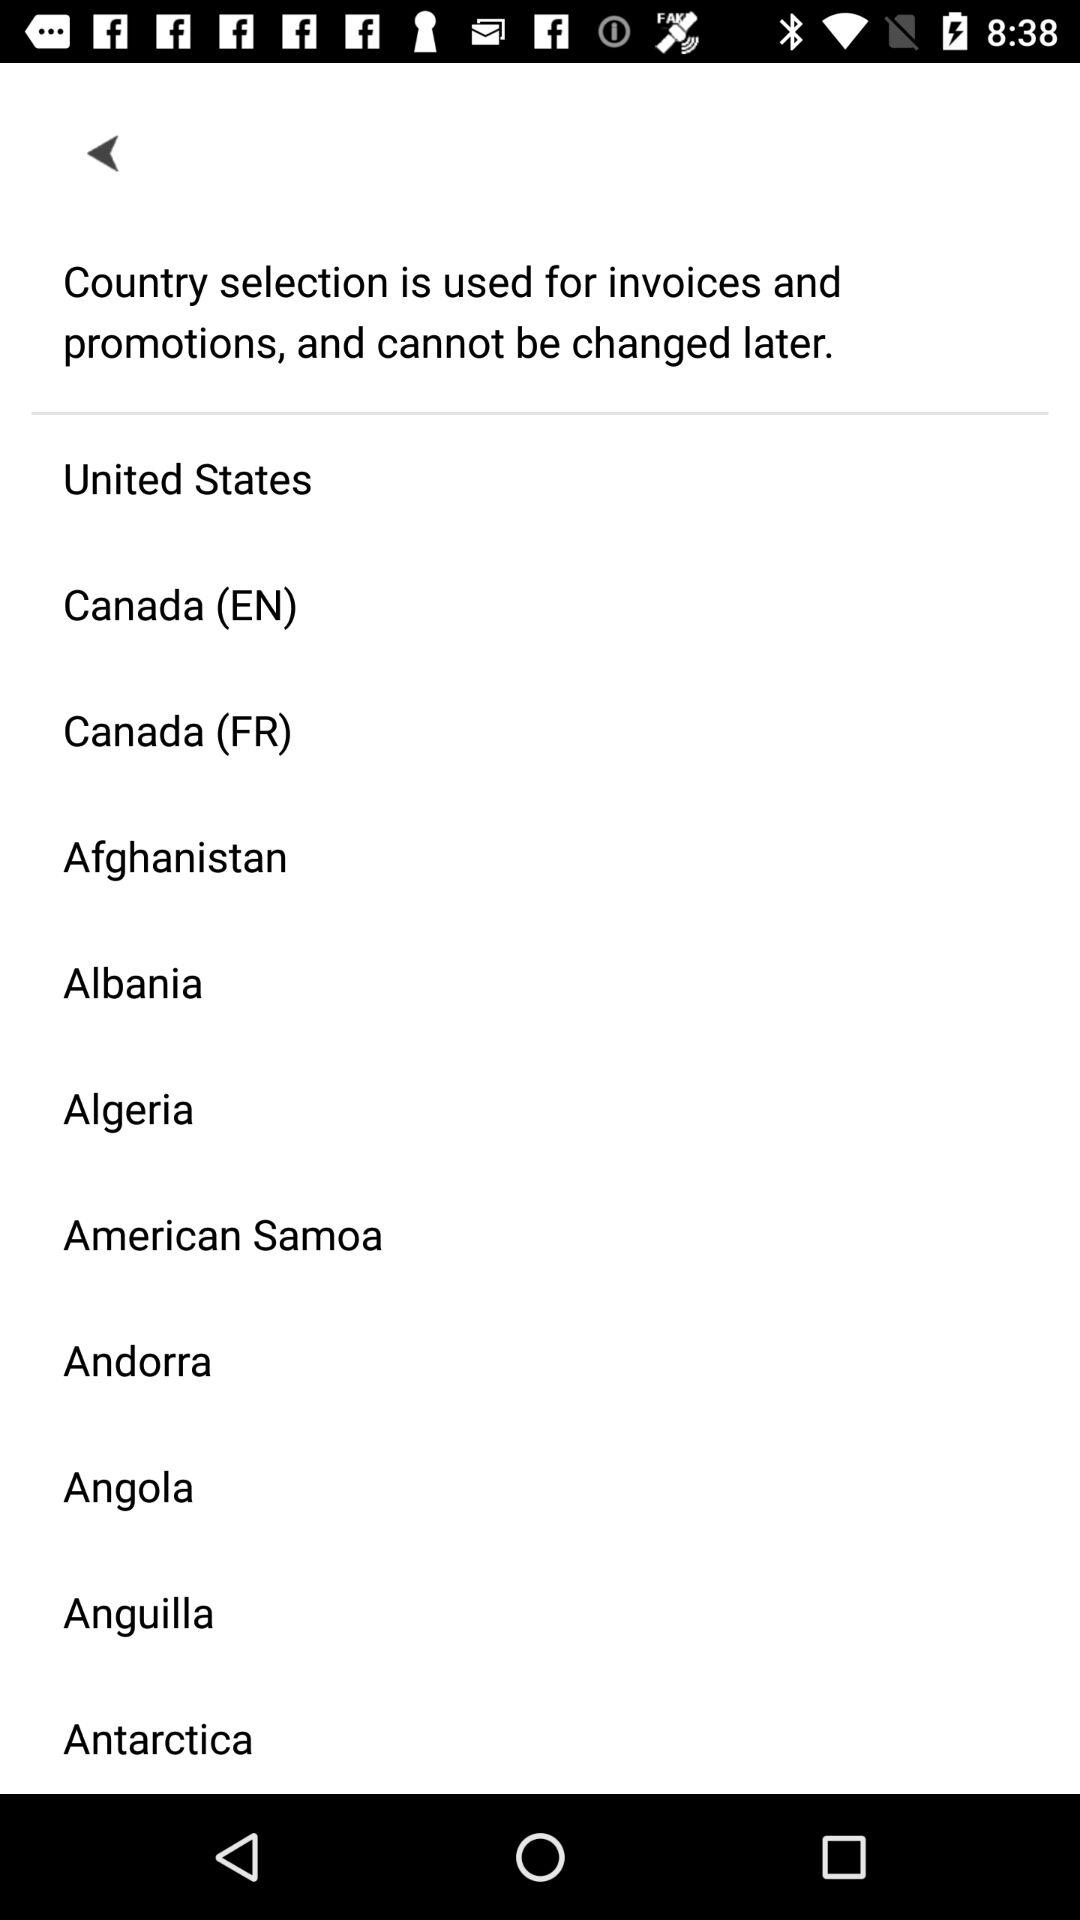 FAKE
8:38
Country selection is used for invoices and
promotions, and cannot be changed later.
United States
Canada (EN)
Canada (FR)
Afghanistan
Albania
Algeria
American Samoa
Andorra
Angola
Anguilla
Antarctica